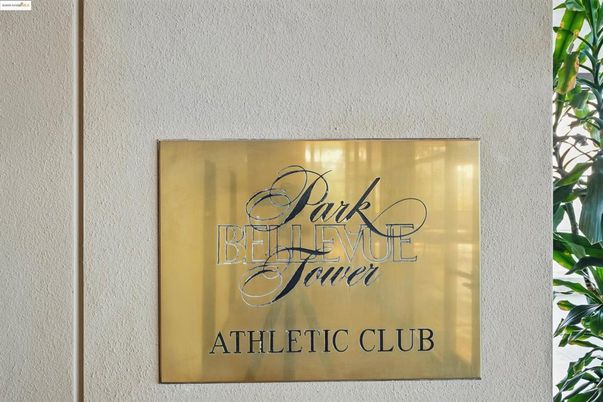 Park
BELLEVUE
Tower
ATHLETIC CLUB